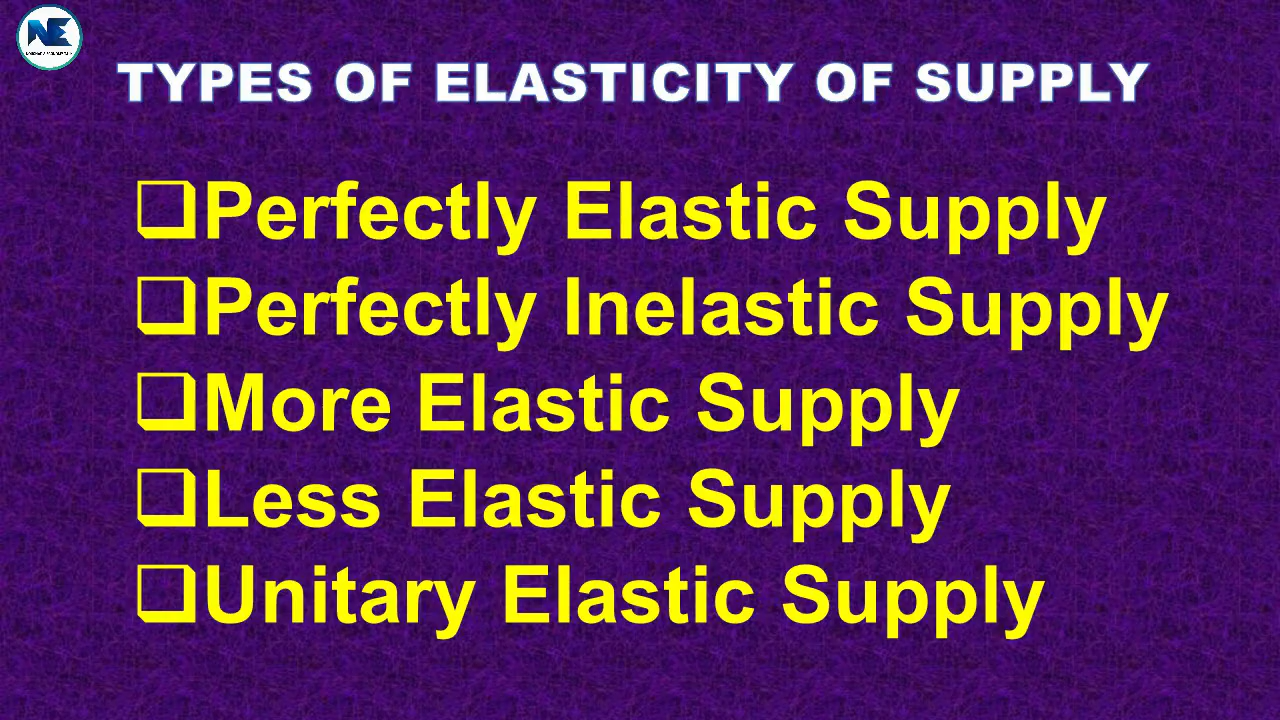 NE
TYPES OF ELASTICITY OF SUPPLY
❑Perfectly Elastic Supply
❑Perfectly Inelastic Supply
❑More Elastic Supply
❑Less Elastic Supply
❑Unitary Elastic Supply